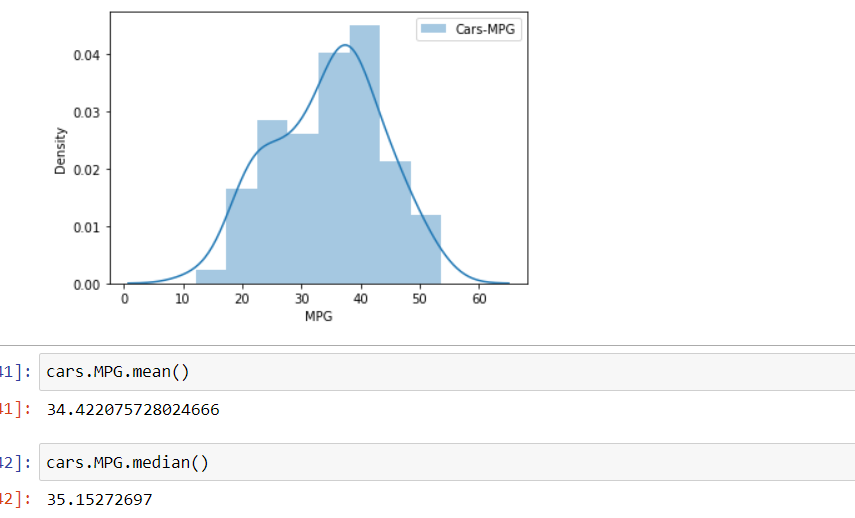 Cars-MPG
0.04
0.03
0.02
0.01
0.00
Density
0 10 20 30 40 50 60
MPG
41]: cars.MPG.mean()
41]: 34.422075728024666
42]: cars.MPG.median()
42]: 35.15272697